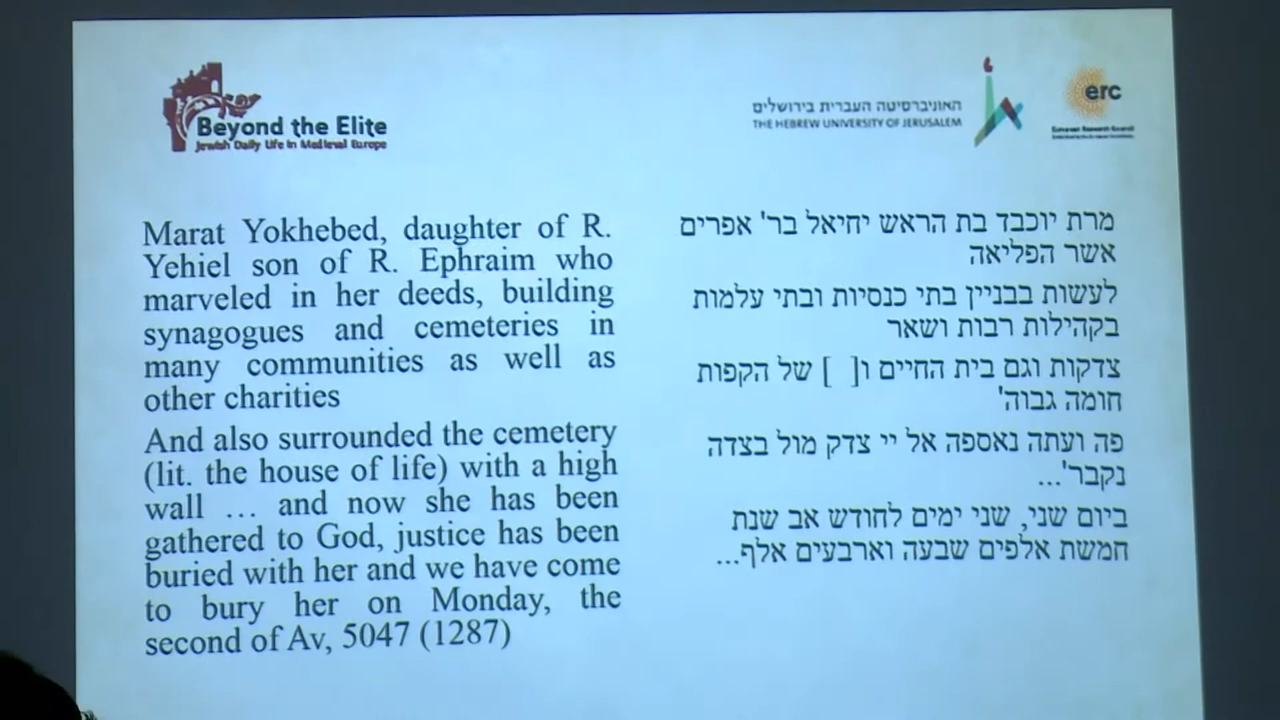 Beyond the Elite
Jewish Daily Life in Medieval Europe
האוניברסיטה העברית בירושלים
THE HEBREW UNIVERSITY OF JERUSALEM
erc
European Research Council
Marat Yokhebed, daughter of R.
Yehiel son of R. Ephraim who
marveled in her deeds, building
synagogues and cemeteries in
many communities as well as
other charities
And also surrounded the cemetery
(lit. the house of life) with a high
wall … and now she has been
gathered to God, justice has been
buried with her and we have come
to bury her on Monday, the
second of Av, 5047 (1287)
מרת יוכבד בת הראש יחיאל בר' אפרים
אשר הפליאה
לעשות בבניין בתי כנסיות ובתי עלמות
בקהילות רבות ושאר
צדקות וגם בית החיים ו[ ] של הקפות
חומה גבוה'
פה ועתה נאספה אל יי צדק מול בצדה
נקבר'...
ביום שני, שני ימים לחודש אב שנת
חמשת אלפים שבעה וארבעים אלף...